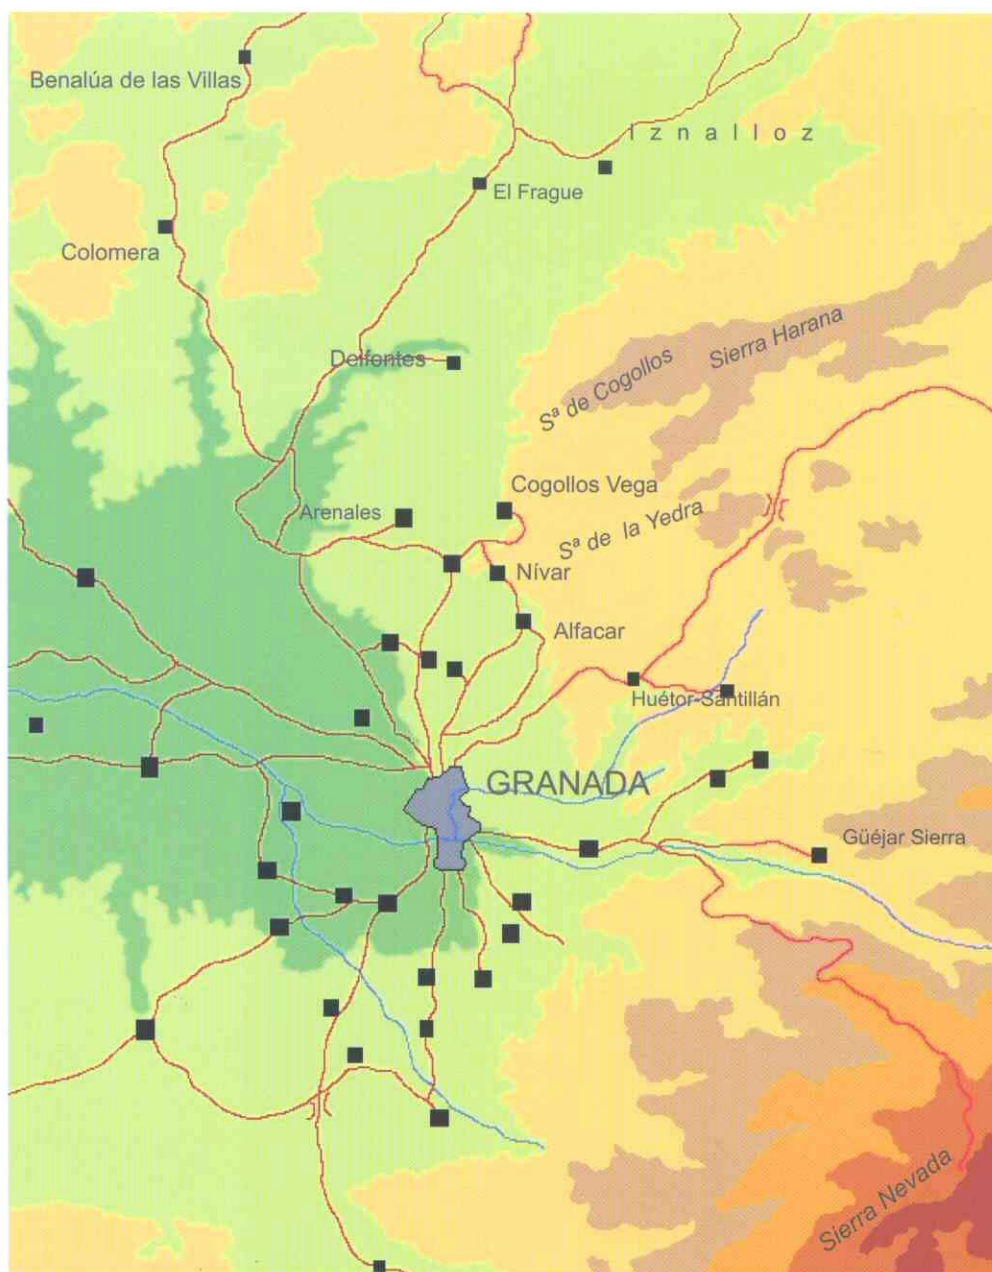 Benalúa de las Villas
I z n a l l o z
El Frague
Colomera
Sierra Harana
Deifontes
Sª de Cogollos
Cogollos Vega
Arenales
Sª de la Yedra
Nívar
Alfacar
Huétor-Santillán
GRANADA
Güéjar Sierra
Sierra Nevada